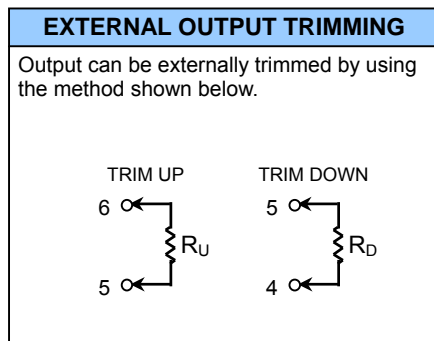 EXTERNAL OUTPUT TRIMMING
Output can be externally trimmed by using
the method shown below.
TRIM UP TRIM DOWN
6 5
RU RD
5 4